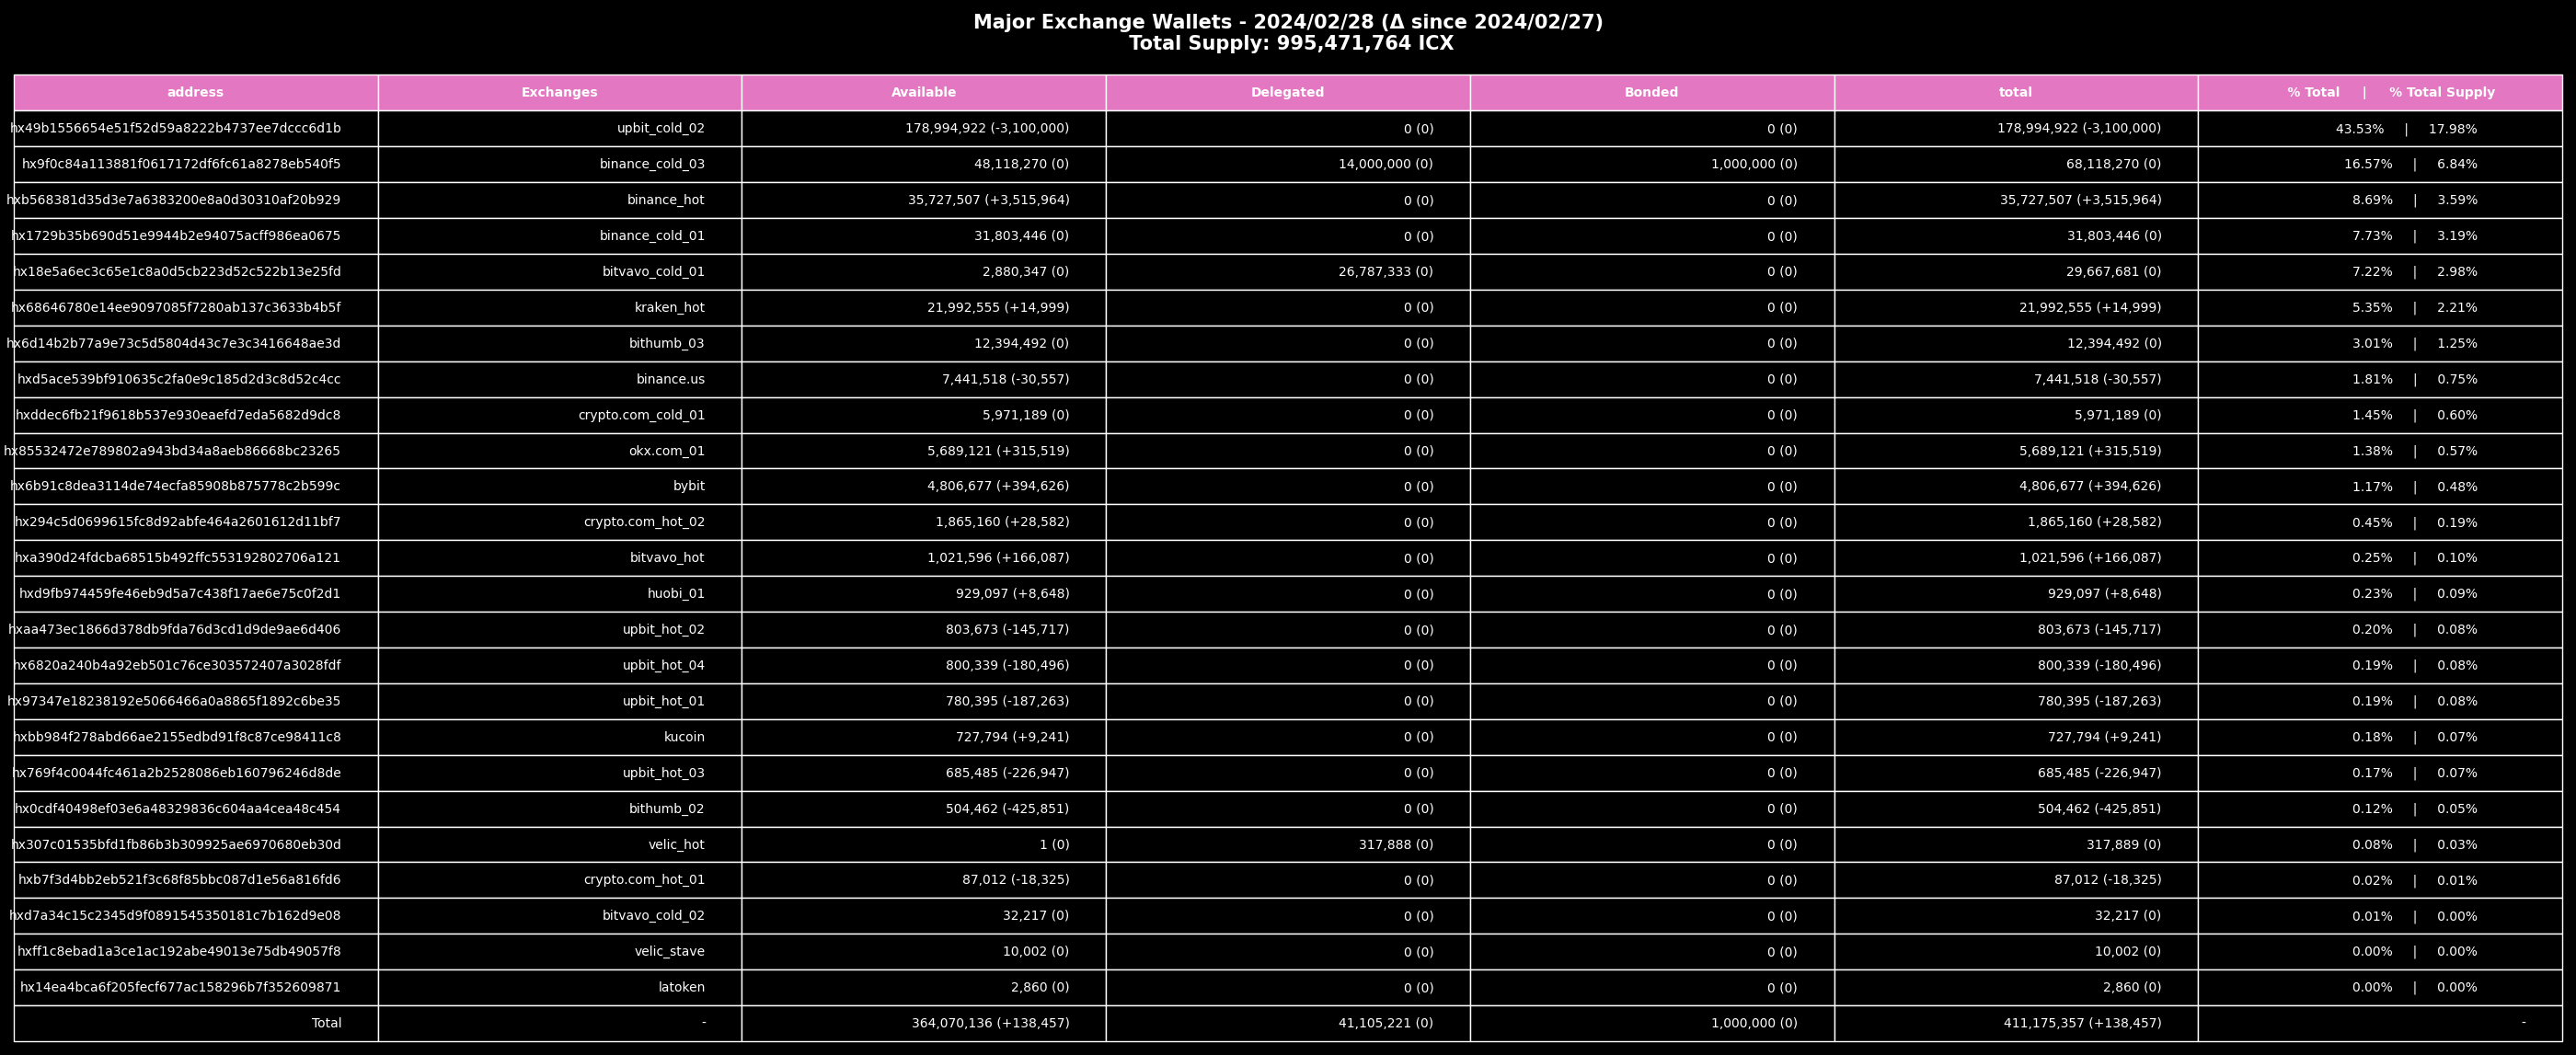 Major Exchange Wallets - 2024/02/28 (Δ since 2024/02/27)
Total Supply: 995,471,764 ICX
address Exchanges Available Delegated Bonded total % Total | % Total Supply
hx49b1556654e51f52d59a8222b4737ee7dccc6d1b upbit_cold_02 178,994,922 (-3,100,000) 0 (0) 0 (0) 178,994,922 (-3,100,000) 43.53% | 17.98%
hx9f0c84a113881f0617172df6fc61a8278eb540f5 binance_cold_03 48,118,270 (0) 14,000,000 (0) 1,000,000 (0) 68,118,270 (0) 16.57% | 6.84%
hxb568381d35d3e7a6383200e8a0d30310af20b929 binance_hot 35,727,507 (+3,515,964) 0 (0) 0 (0) 35,727,507 (+3,515,964) 8.69% | 3.59%
hx1729b35b690d51e9944b2e94075acff986ea0675 binance_cold_01 31,803,446 (0) 0 (0) 0 (0) 31,803,446 (0) 7.73% | 3.19%
hx18e5a6ec3c65e1c8a0d5cb223d52c522b13e25fd bitvavo_cold_01 2,880,347 (0) 26,787,333 (0) 0 (0) 29,667,681 (0) 7.22% | 2.98%
hx68646780e14ee9097085f7280ab137c3633b4b5f kraken_hot 21,992,555 (+14,999) 0 (0) 0 (0) 21,992,555 (+14,999) 5.35% | 2.21%
hx6d14b2b77a9e73c5d5804d43c7e3c3416648ae3d bithumb_03 12,394,492 (0) 0 (0) 0 (0) 12,394,492 (0) 3.01% | 1.25%
hxd5ace539bf910635c2fa0e9c185d2d3c8d52c4cc binance.us 7,441,518 (-30,557) 0 (0) 0 (0) 7,441,518 (-30,557) 1.81% | 0.75%
hxddec6fb21f9618b537e930eaefd7eda5682d9dc8 crypto.com_cold_01 5,971,189 (0) 0 (0) 0 (0) 5,971,189 (0) 1.45% | 0.60%
hx85532472e789802a943bd34a8aeb86668bc23265 okx.com_01 5,689,121 (+315,519) 0 (0) 0 (0) 5,689,121 (+315,519) 1.38% | 0.57%
hx6b91c8dea3114de74ecfa85908b875778c2b599c bybit 4,806,677 (+394,626) 0 (0) 0 (0) 4,806,677 (+394,626) 1.17% | 0.48%
hx294c5d0699615fc8d92abfe464a2601612d11bf7 crypto.com_hot_02 1,865,160 (+28,582) 0 (0) 0 (0) 1,865,160 (+28,582) 0.45% | 0.19%
hxa390d24fdcba68515b492ffc553192802706a121 bitvavo_hot 1,021,596 (+166,087) 0 (0) 0 (0) 1,021,596 (+166,087) 0.25% | 0.10%
hxd9fb974459fe46eb9d5a7c438f17ae6e75c0f2d1 huobi_01 929,097 (+8,648) 0 (0) 0 (0) 929,097 (+8,648) 0.23% | 0.09%
hxaa473ec1866d378db9fda76d3cd1d9de9ae6d406 upbit_hot_02 803,673 (-145,717) 0 (0) 0 (0) 803,673 (-145,717) 0.20% | 0.08%
hx6820a240b4a92eb501c76ce303572407a3028fdf upbit_hot_04 800,339 (-180,496) 0 (0) 0 (0) 800,339 (-180,496) 0.19% | 0.08%
hx97347e18238192e5066466a0a8865f1892c6be35 upbit_hot_01 780,395 (-187,263) 0 (0) 0 (0) 780,395 (-187,263) 0.19% | 0.08%
hxbb984f278abd66ae2155edbd91f8c87ce98411c8 kucoin 727,794 (+9,241) 0 (0) 0 (0) 727,794 (+9,241) 0.18% | 0.07%
hx769f4c0044fc461a2b2528086eb160796246d8de upbit_hot_03 685,485 (-226,947) 0 (0) 0 (0) 685,485 (-226,947) 0.17% | 0.07%
hx0cdf40498ef03e6a48329836c604aa4cea48c454 bithumb_02 504,462 (-425,851) 0 (0) 0 (0) 504,462 (-425,851) 0.12% | 0.05%
hx307c01535bfd1fb86b3b309925ae6970680eb30d velic_hot 1 (0) 317,888 (0) 0 (0) 317,889 (0) 0.08% | 0.03%
hxb7f3d4bb2eb521f3c68f85bbc087d1e56a816fd6 crypto.com_hot_01 87,012 (-18,325) 0 (0) 0 (0) 87,012 (-18,325) 0.02% | 0.01%
hxd7a34c15c2345d9f0891545350181c7b162d9e08 bitvavo_cold_02 32,217 (0) 0 (0) 0 (0) 32,217 (0) 0.01% | 0.00%
hxff1c8ebad1a3ce1ac192abe49013e75db49057f8 velic_stave 10,002 (0) 0 (0) 0 (0) 10,002 (0) 0.00% | 0.00%
hx14ea4bca6f205fecf677ac158296b7f352609871 latoken 2,860 (0) 0 (0) 0 (0) 2,860 (0) 0.00% | 0.00%
Total - 364,070,136 (+138,457) 41,105,221 (0) 1,000,000 (0) 411,175,357 (+138,457) -